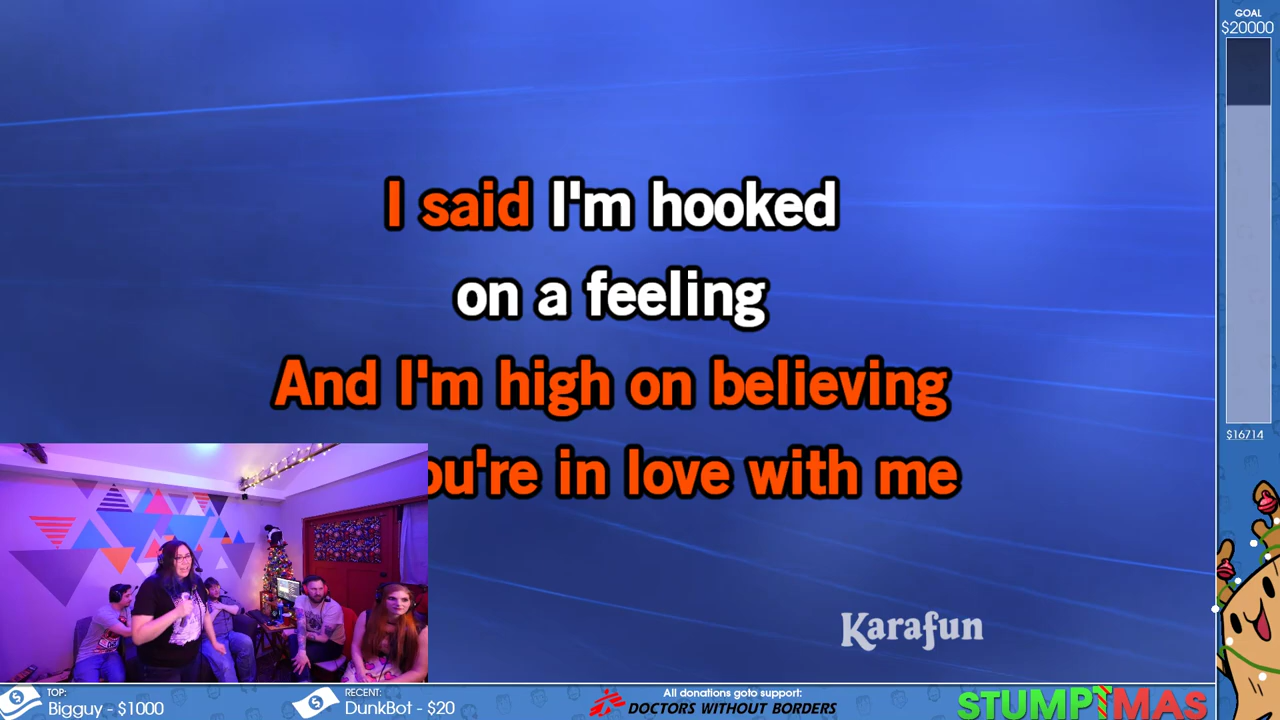 GOAL
$20000
I said I'm hooked
on a feeling
And I'm high on believing
ou're in love with me
$16714
Karafun
TOP:
Bigguy - $1000
RECENT:
DunkBot - $20
All donations goto support:
DOCTORS WITHOUT BORDERS
STUMPTMAS